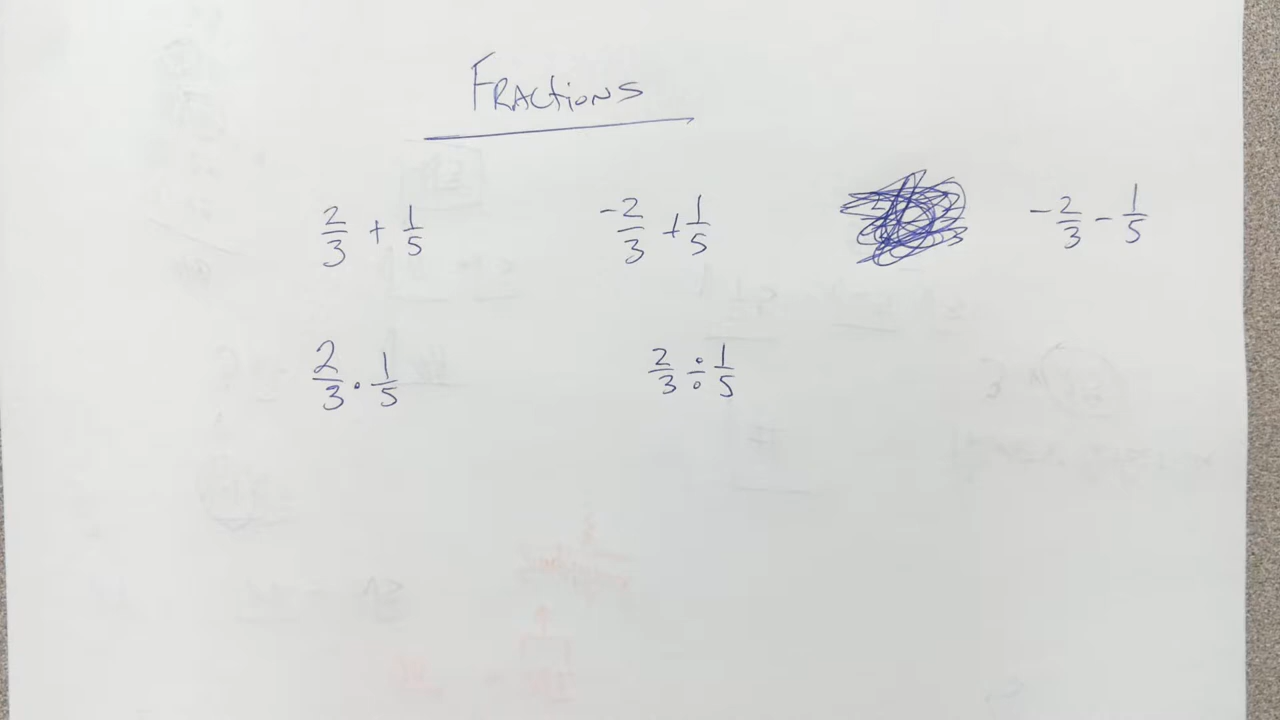 Fractions
2/3 + 1/5    -2/3 + 1/5    -2/3 - 1/5
2/3 · 1/5    2/3 ÷ 1/5